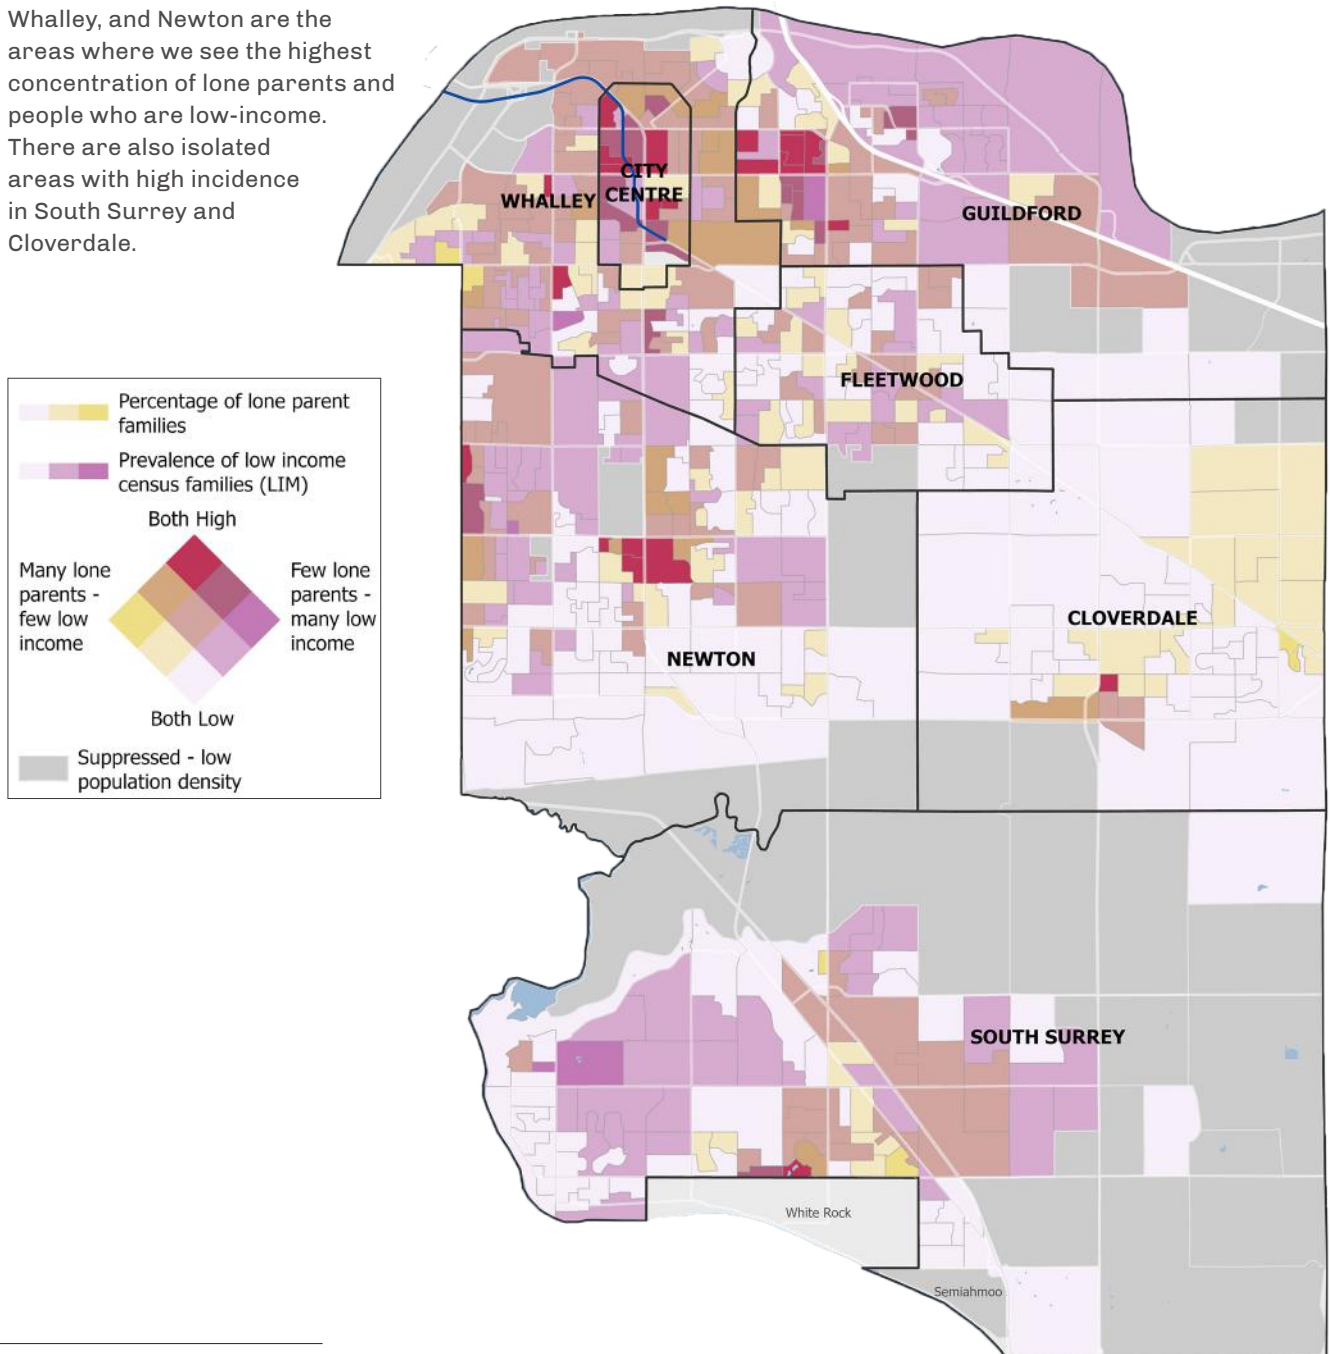 Whalley, and Newton are the
areas where we see the highest
concentration of lone parents and
people who are low-income.
There are also isolated
areas with high incidence
in South Surrey and
Cloverdale.
Percentage of lone parent
families
Prevalence of low income
census families (LIM)
Both High
Many lone
parents -
few low
income
Few lone
parents -
many low
income
Both Low
Suppressed - low
population density
CITY
CENTRE
WHALLEY
GUILDFORD
FLEETWOOD
CLOVERDALE
NEWTON
SOUTH SURREY
White Rock
Semiahmoo